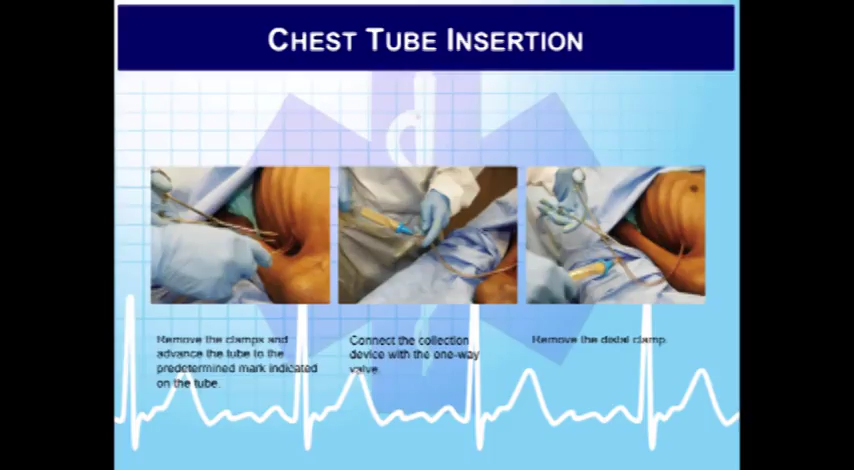 CHEST TUBE INSERTION
Remove the clamps and
advance the tube to the
predetermined mark indicated
on the tube.
Connect the collection
device with the one-way
valve.
Remove the distal clamp.